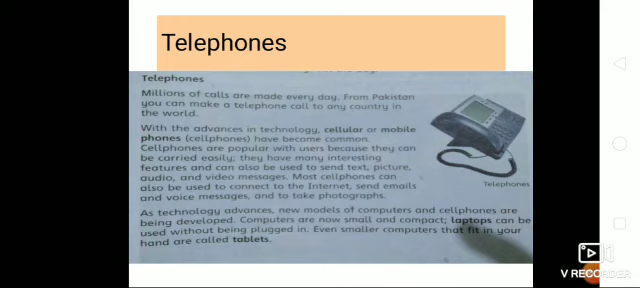 Telephones
Telephones
Millions of calls are made every day. From Pakistan
you can make a telephone call to any country in
the world.
With the advances in technology, cellular or mobile
phones (cellphones) have become common.
Cellphones are popular with users because they can
be carried easily; they have many interesting
features and can also be used to send text, picture,
audio, and video messages. Most cellphones can
also be used to connect to the Internet, send emails
and voice messages, and to take photographs.
Telephones
As technology advances, new models of computers and cellphones are
being developed. Computers are now small and compact; laptops can be
used without being plugged in. Even smaller computers that fit in your
hand are called tablets.
V RECORDER